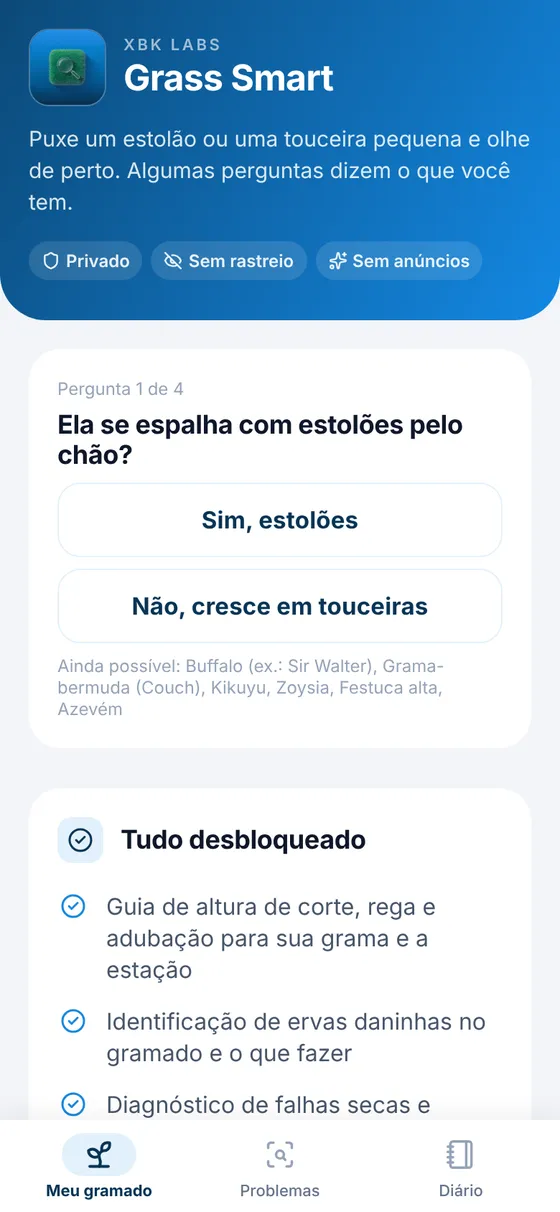 XBK LABS
Grass Smart
Puxe um estolão ou uma touceira pequena e olhe
de perto. Algumas perguntas dizem o que você
tem.
Privado
Sem rastreio
Sem anúncios
Pergunta 1 de 4
Ela se espalha com estolões pelo
chão?
Sim, estolões
Não, cresce em touceiras
Ainda possível: Buffalo (ex.: Sir Walter), Grama-
bermuda (Couch), Kikuyu, Zoysia, Festuca alta,
Azevém
Tudo desbloqueado
Guia de altura de corte, rega e
adubação para sua grama e a
estação
Identificação de ervas daninhas no
gramado e o que fazer
Diagnóstico de falhas secas e
Meu gramado
Problemas
Diário